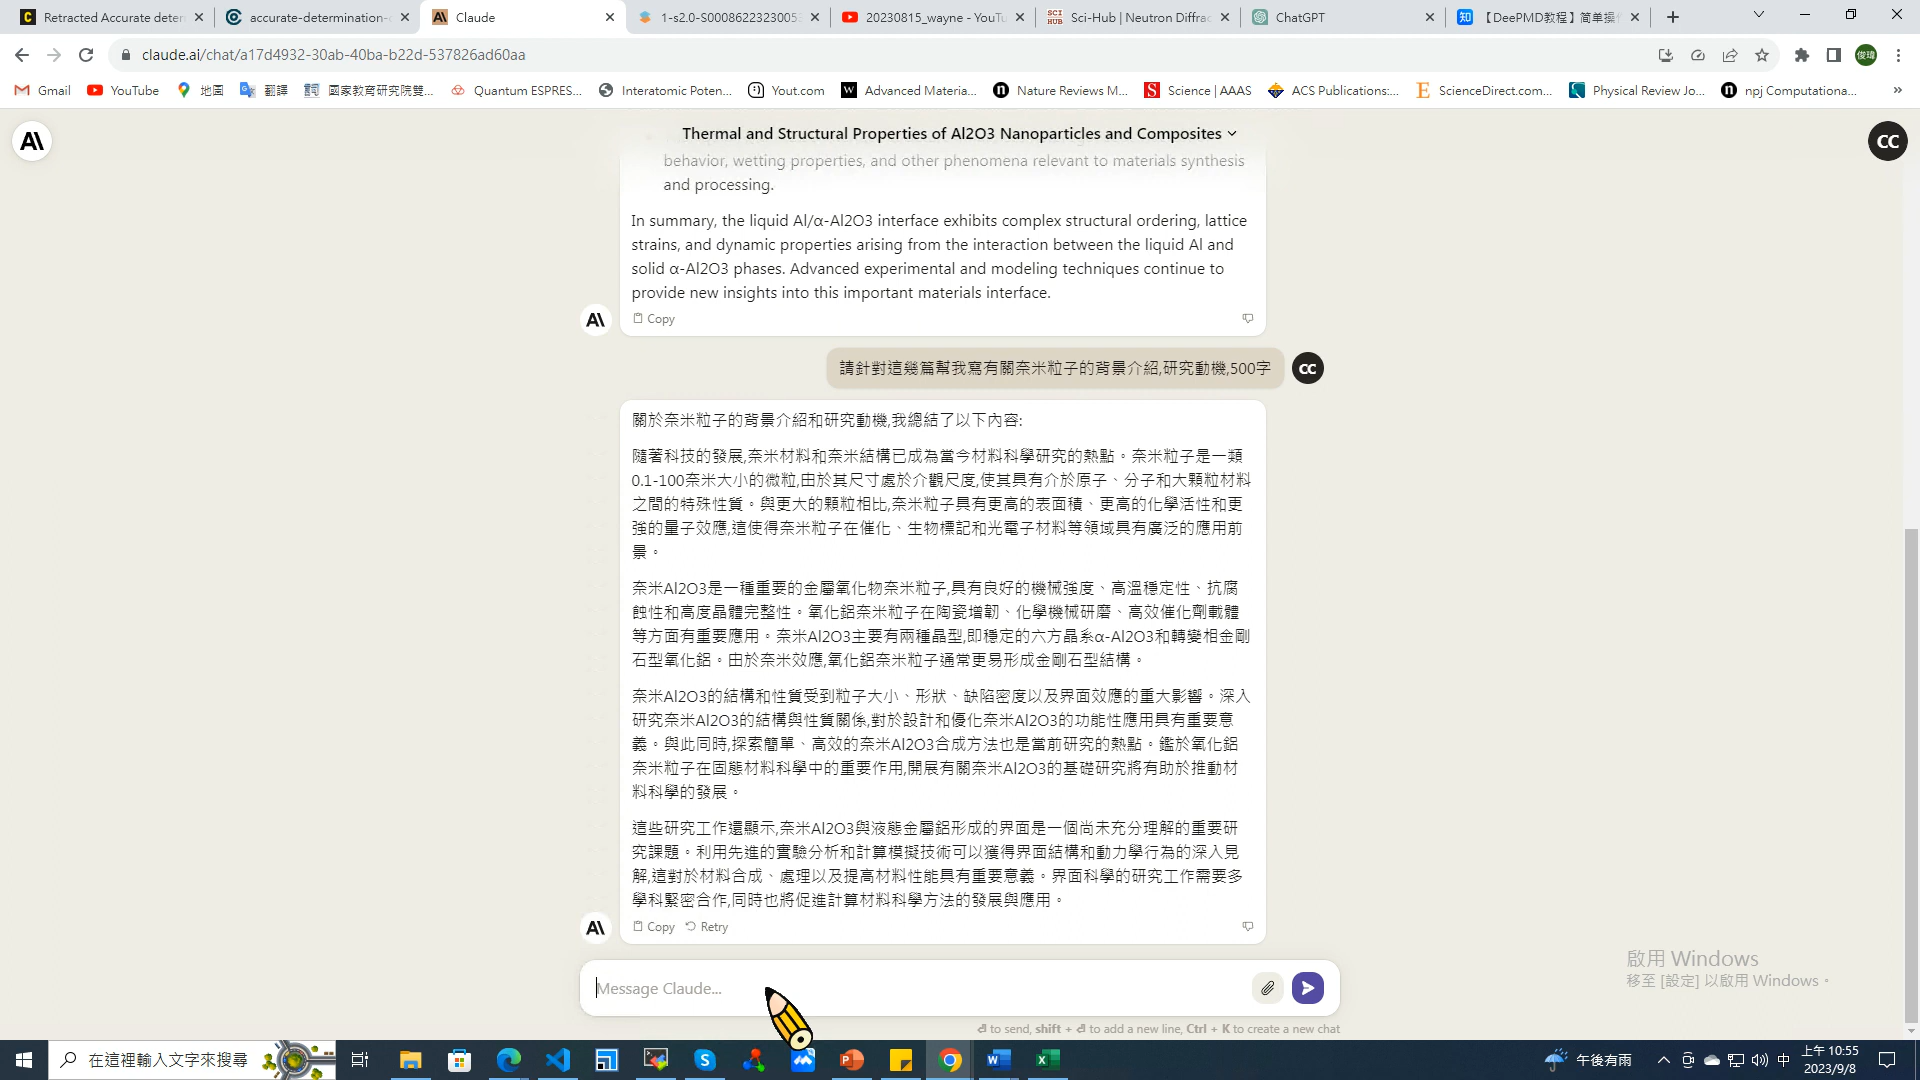 Retracted Accurate deter
accurate-determination-
Claude
1-s2.0-S00086223230053
20230815_wayne - YouTu
Sci-Hub | Neutron Diffrac
ChatGPT
【DeePMD教程】简单操
claude.ai/chat/a17d4932-30ab-40ba-b22d-537826ad60aa
俊瑋
Gmail
YouTube
地圖
翻譯
國家教育研究院雙...
Quantum ESPRES...
Interatomic Poten...
Yout.com
Advanced Materia...
Nature Reviews M...
Science | AAAS
ACS Publications:...
ScienceDirect.com...
Physical Review Jo...
npj Computationa...
Thermal and Structural Properties of Al2O3 Nanoparticles and Composites
CC
behavior, wetting properties, and other phenomena relevant to materials synthesis
and processing.
In summary, the liquid Al/α-Al2O3 interface exhibits complex structural ordering, lattice
strains, and dynamic properties arising from the interaction between the liquid Al and
solid α-Al2O3 phases. Advanced experimental and modeling techniques continue to
provide new insights into this important materials interface.
Copy
請針對這幾篇幫我寫有關奈米粒子的背景介紹,研究動機,500字
CC
關於奈米粒子的背景介紹和研究動機,我總結了以下內容:
隨著科技的發展,奈米材料和奈米結構已成為當今材料科學研究的熱點。奈米粒子是一類
0.1-100奈米大小的微粒,由於其尺寸處於介觀尺度,使其具有介於原子、分子和大顆粒材料
之間的特殊性質。與更大的顆粒相比,奈米粒子具有更高的表面積、更高的化學活性和更
強的量子效應,這使得奈米粒子在催化、生物標記和光電子材料等領域具有廣泛的應用前
景。
奈米Al2O3是一種重要的金屬氧化物奈米粒子,具有良好的機械強度、高溫穩定性、抗腐
蝕性和高度晶體完整性。氧化鋁奈米粒子在陶瓷增韌、化學機械研磨、高效催化劑載體
等方面有重要應用。奈米Al2O3主要有兩種晶型,即穩定的六方晶系α-Al2O3和轉變相金剛
石型氧化鋁。由於奈米效應,氧化鋁奈米粒子通常更易形成金剛石型結構。
奈米Al2O3的結構和性質受到粒子大小、形狀、缺陷密度以及界面效應的重大影響。深入
研究奈米Al2O3的結構與性質關係,對於設計和優化奈米Al2O3的功能性應用具有重要意
義。與此同時,探索簡單、高效的奈米Al2O3合成方法也是當前研究的熱點。鑑於氧化鋁
奈米粒子在固態材料科學中的重要作用,開展有關奈米Al2O3的基礎研究將有助於推動材
料科學的發展。
這些研究工作還顯示,奈米Al2O3與液態金屬鋁形成的界面是一個尚未充分理解的重要研
究課題。利用先進的實驗分析和計算模擬技術可以獲得界面結構和動力學行為的深入見
解,這對於材料合成、處理以及提高材料性能具有重要意義。界面科學的研究工作需要多
學科緊密合作,同時也將促進計算材料科學方法的發展與應用。
Copy
Retry
Message Claude...
⏎ to send, shift + ⏎ to add a new line, Ctrl + K to create a new chat
啟用 Windows
移至 [設定] 以啟用 Windows。
在這裡輸入文字來搜尋
午後有雨
中
上午 10:55
2023/9/8